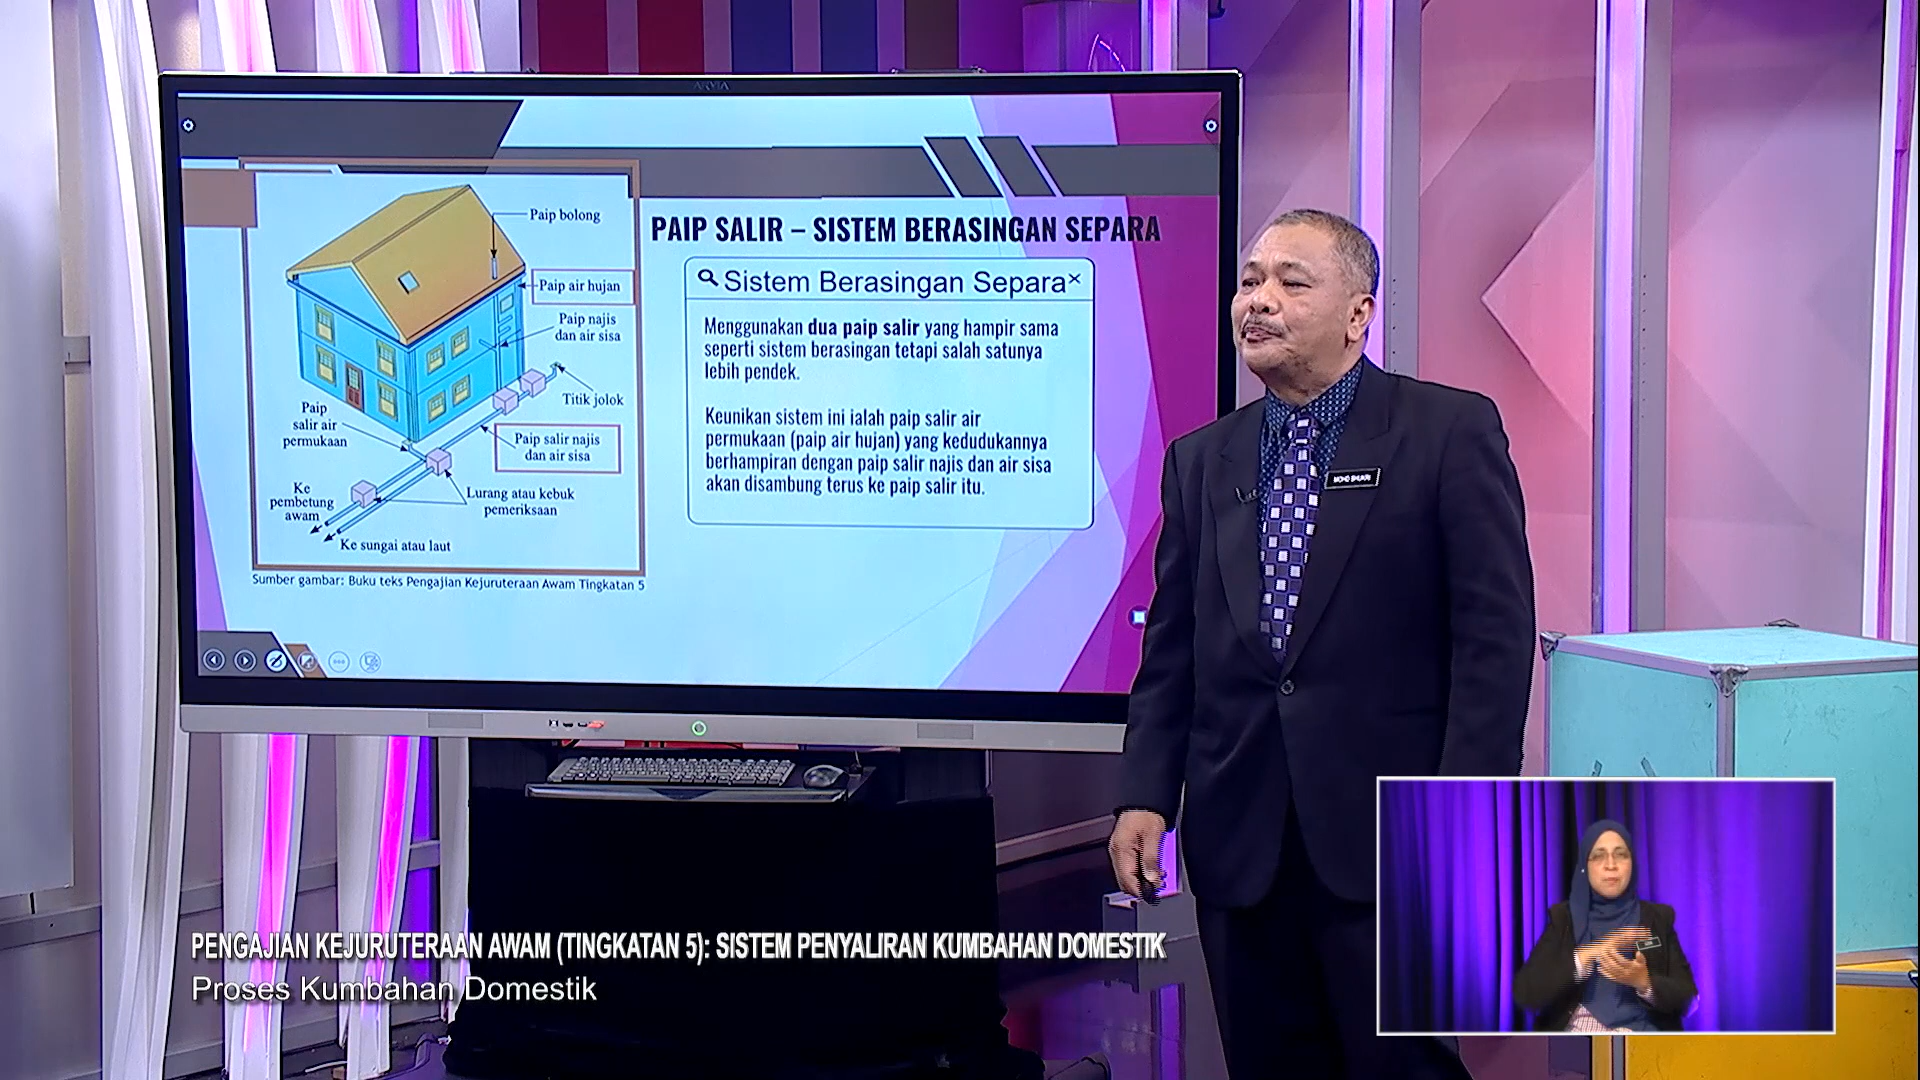 ARVIA
Paip bolong
Paip air hujan
Paip najis
dan air sisa
Titik jolok
Paip
salir air
permukaan
Paip salir najis
dan air sisa
Ke
pembetung
awam
Lurang atau kebuk
pemeriksaan
Ke sungai atau laut
Sumber gambar: Buku teks Pengajian Kejuruteraan Awam Tingkatan 5
PAIP SALIR – SISTEM BERASINGAN SEPARA
Sistem Berasingan Separa
Menggunakan dua paip salir yang hampir sama
seperti sistem berasingan tetapi salah satunya
lebih pendek.
Keunikan sistem ini ialah paip salir air
permukaan (paip air hujan) yang kedudukannya
berhampiran dengan paip salir najis dan air sisa
akan disambung terus ke paip salir itu.
MOHD SHUKRI
PENGAJIAN KEJURUTERAAN AWAM (TINGKATAN 5): SISTEM PENYALIRAN KUMBAHAN DOMESTIK
Proses Kumbahan Domestik